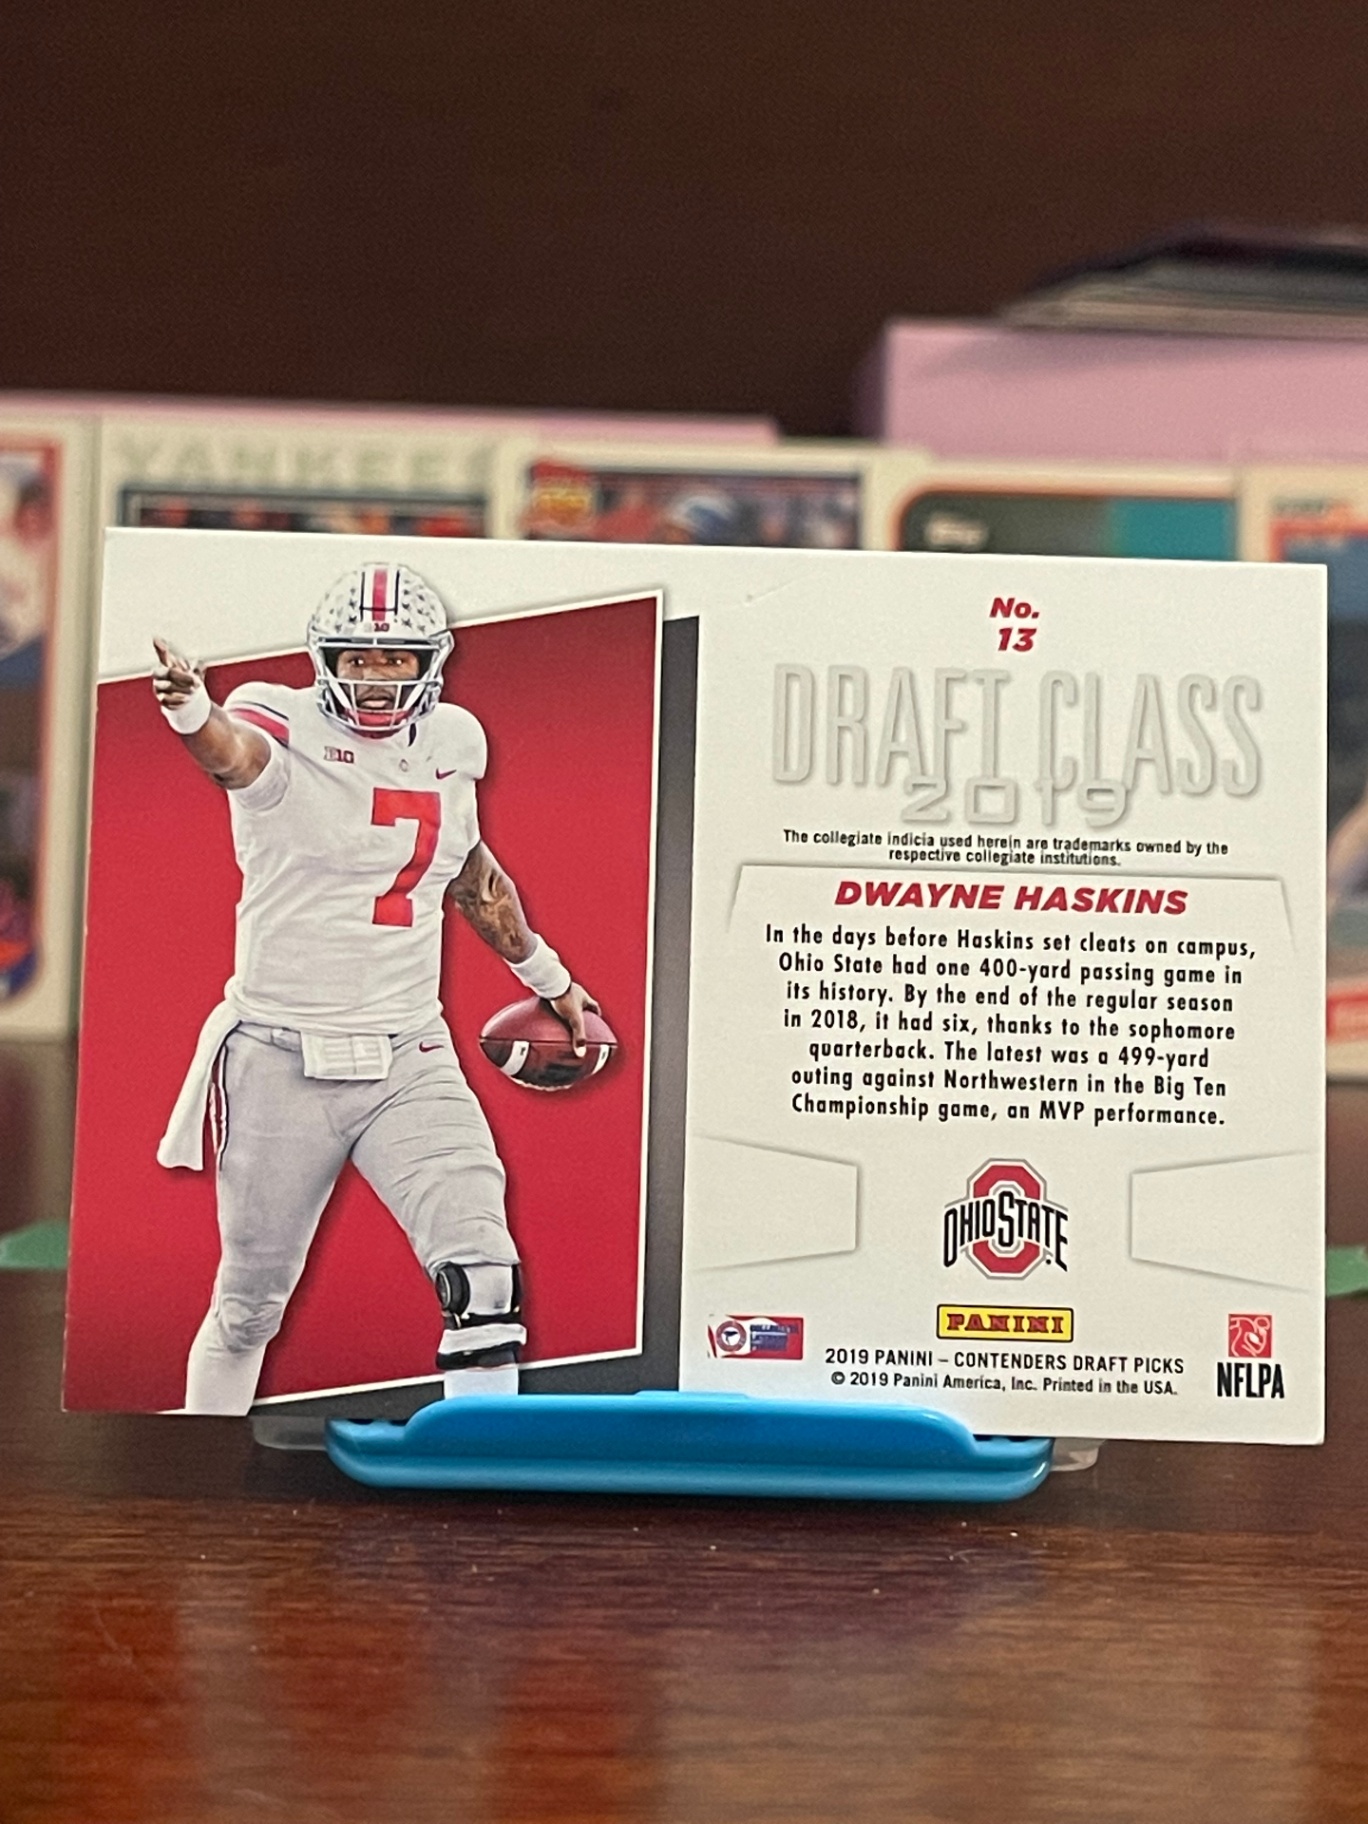 YANKEES
No.
13
DRAFT CLASS
2019
The collegiate indicia used herein are trademarks owned by the
respective collegiate institutions.
DWAYNE HASKINS
In the days before Haskins set cleats on campus,
Ohio State had one 400-yard passing game in
its history. By the end of the regular season
in 2018, it had six, thanks to the sophomore
quarterback. The latest was a 499-yard
outing against Northwestern in the Big Ten
Championship game, an MVP performance.
OHIO STATE
PANINI
2019 PANINI – CONTENDERS DRAFT PICKS
© 2019 Panini America, Inc. Printed in the USA.
NFLPA
B1G
7